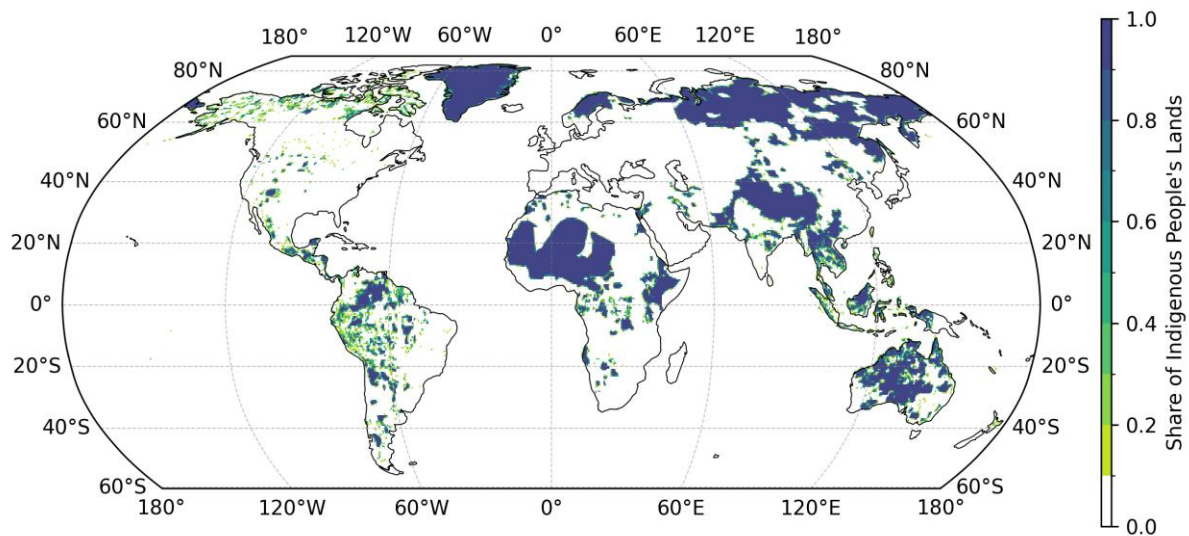 180° 120°W 60°W 0° 60°E 120°E 180°
80°N 80°N
60°N 60°N
40°N 40°N
20°N 20°N
0° 0°
20°S 20°S
40°S 40°S
60°S 60°S
180° 120°W 60°W 0° 60°E 120°E 180°
1.0
0.8
0.6
0.4
0.2
0.0
Share of Indigenous People's Lands